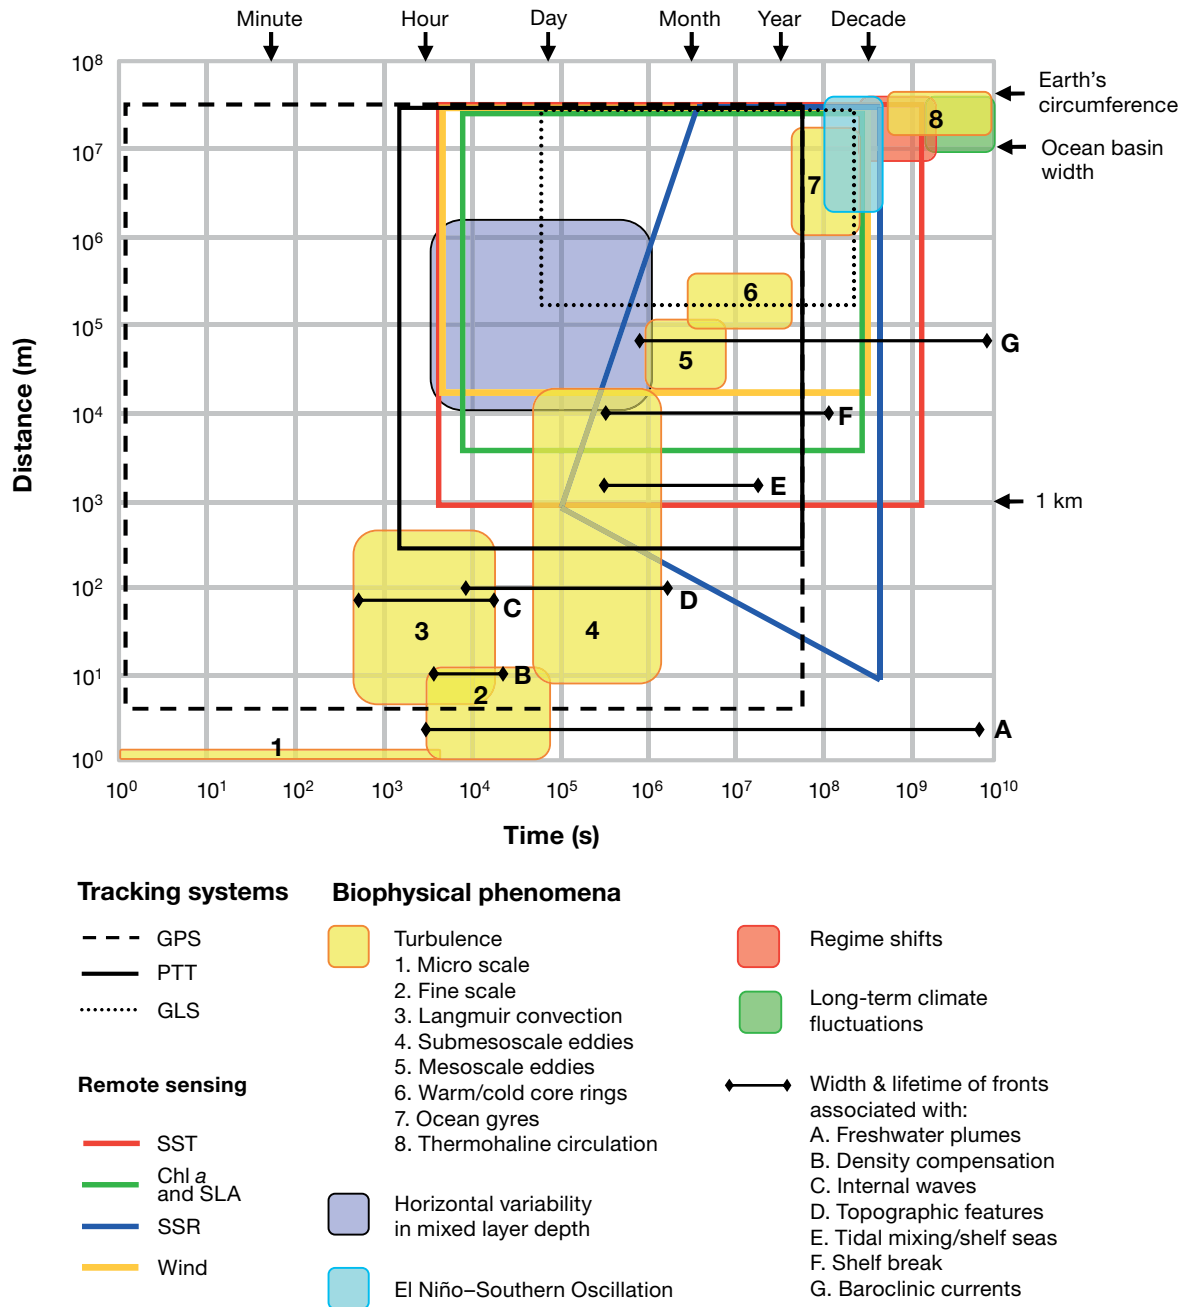 Minute Hour Day Month Year Decade
10⁸
Earth's
circumference
10⁷
Ocean basin
width
10⁶
10⁵
10⁴
10³
1 km
10²
10¹
10⁰
8
7
6
G
5
F
E
D
C
3
4
B
2
A
1
Distance (m)
10⁰ 10¹ 10² 10³ 10⁴ 10⁵ 10⁶ 10⁷ 10⁸ 10⁹ 10¹⁰
Time (s)
Tracking systems
GPS
PTT
GLS
Remote sensing
SST
Chl a
and SLA
SSR
Wind
Biophysical phenomena
Turbulence
1. Micro scale
2. Fine scale
3. Langmuir convection
4. Submesoscale eddies
5. Mesoscale eddies
6. Warm/cold core rings
7. Ocean gyres
8. Thermohaline circulation
Horizontal variability
in mixed layer depth
El Niño–Southern Oscillation
Regime shifts
Long-term climate
fluctuations
Width & lifetime of fronts
associated with:
A. Freshwater plumes
B. Density compensation
C. Internal waves
D. Topographic features
E. Tidal mixing/shelf seas
F. Shelf break
G. Baroclinic currents